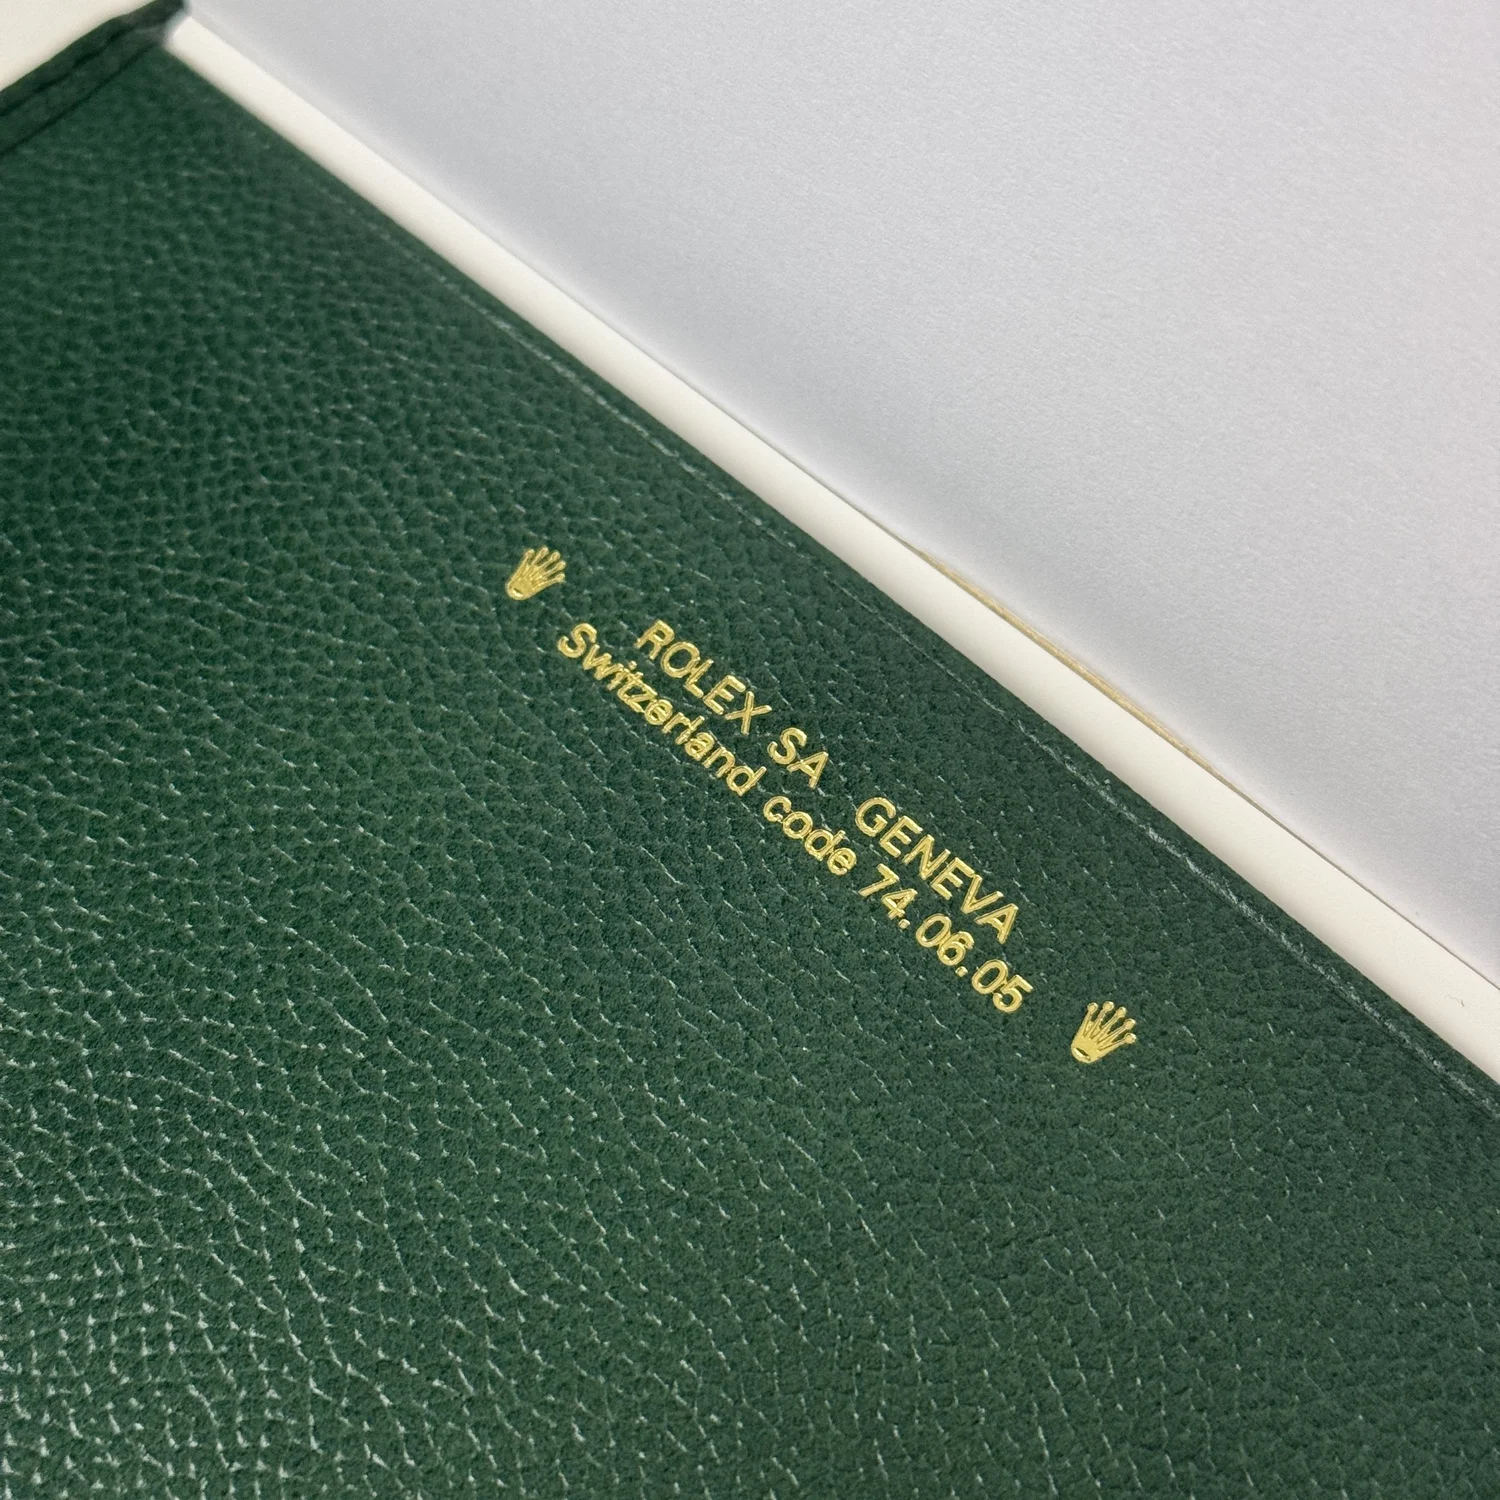 ROLEX SA GENEVA
Switzerland code 74.06.05